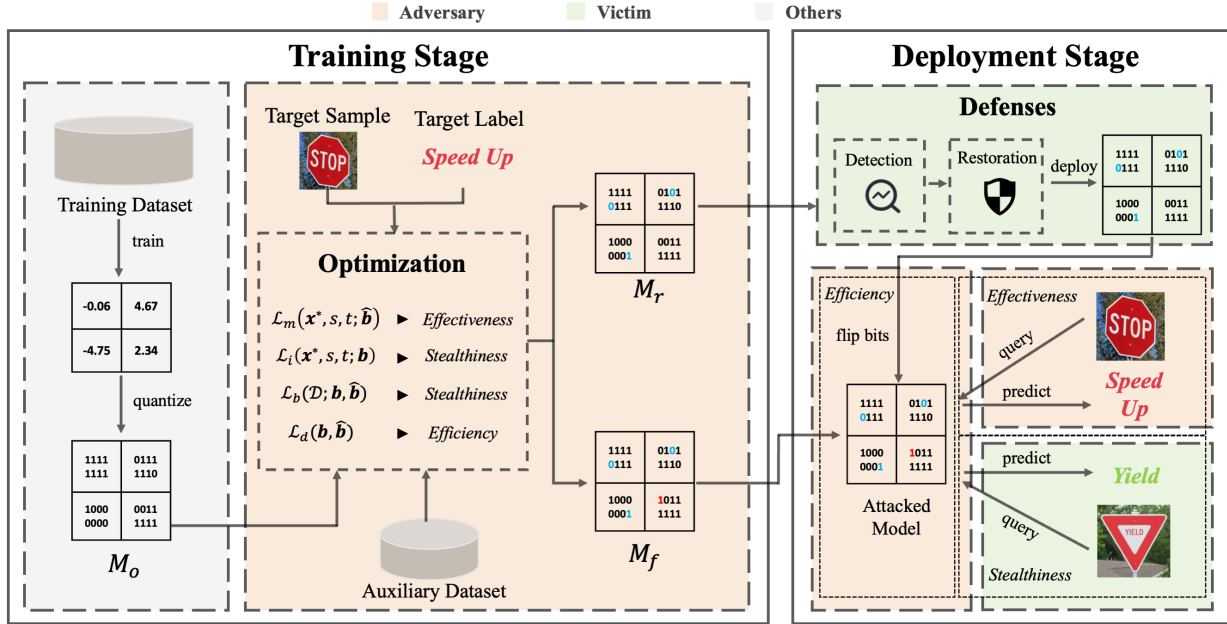 Adversary Victim Others
Training Stage
Training Dataset
train
-0.06 4.67
-4.75 2.34
quantize
1111 0111
1111 1110
1000 0011
0000 1111
M_o
Target Sample Target Label
STOP
Speed Up
Optimization
ℒ_m(x*, s, t; b̂) ▶ Effectiveness
ℒ_i(x*, s, t; b) ▶ Stealthiness
ℒ_b(𝒟; b, b̂) ▶ Stealthiness
ℒ_d(b, b̂) ▶ Efficiency
Auxiliary Dataset
1111 0101
0111 1110
1000 0011
0001 1111
M_r
1111 0101
0111 1110
1000 1011
0001 1111
M_f
Deployment Stage
Defenses
Detection
Restoration
deploy
1111 0101
0111 1110
1000 0011
0001 1111
Efficiency
flip bits
1111 0101
0111 1110
1000 1011
0001 1111
Attacked
Model
Effectiveness
STOP
query
predict
Speed
Up
predict
Yield
query
YIELD
Stealthiness